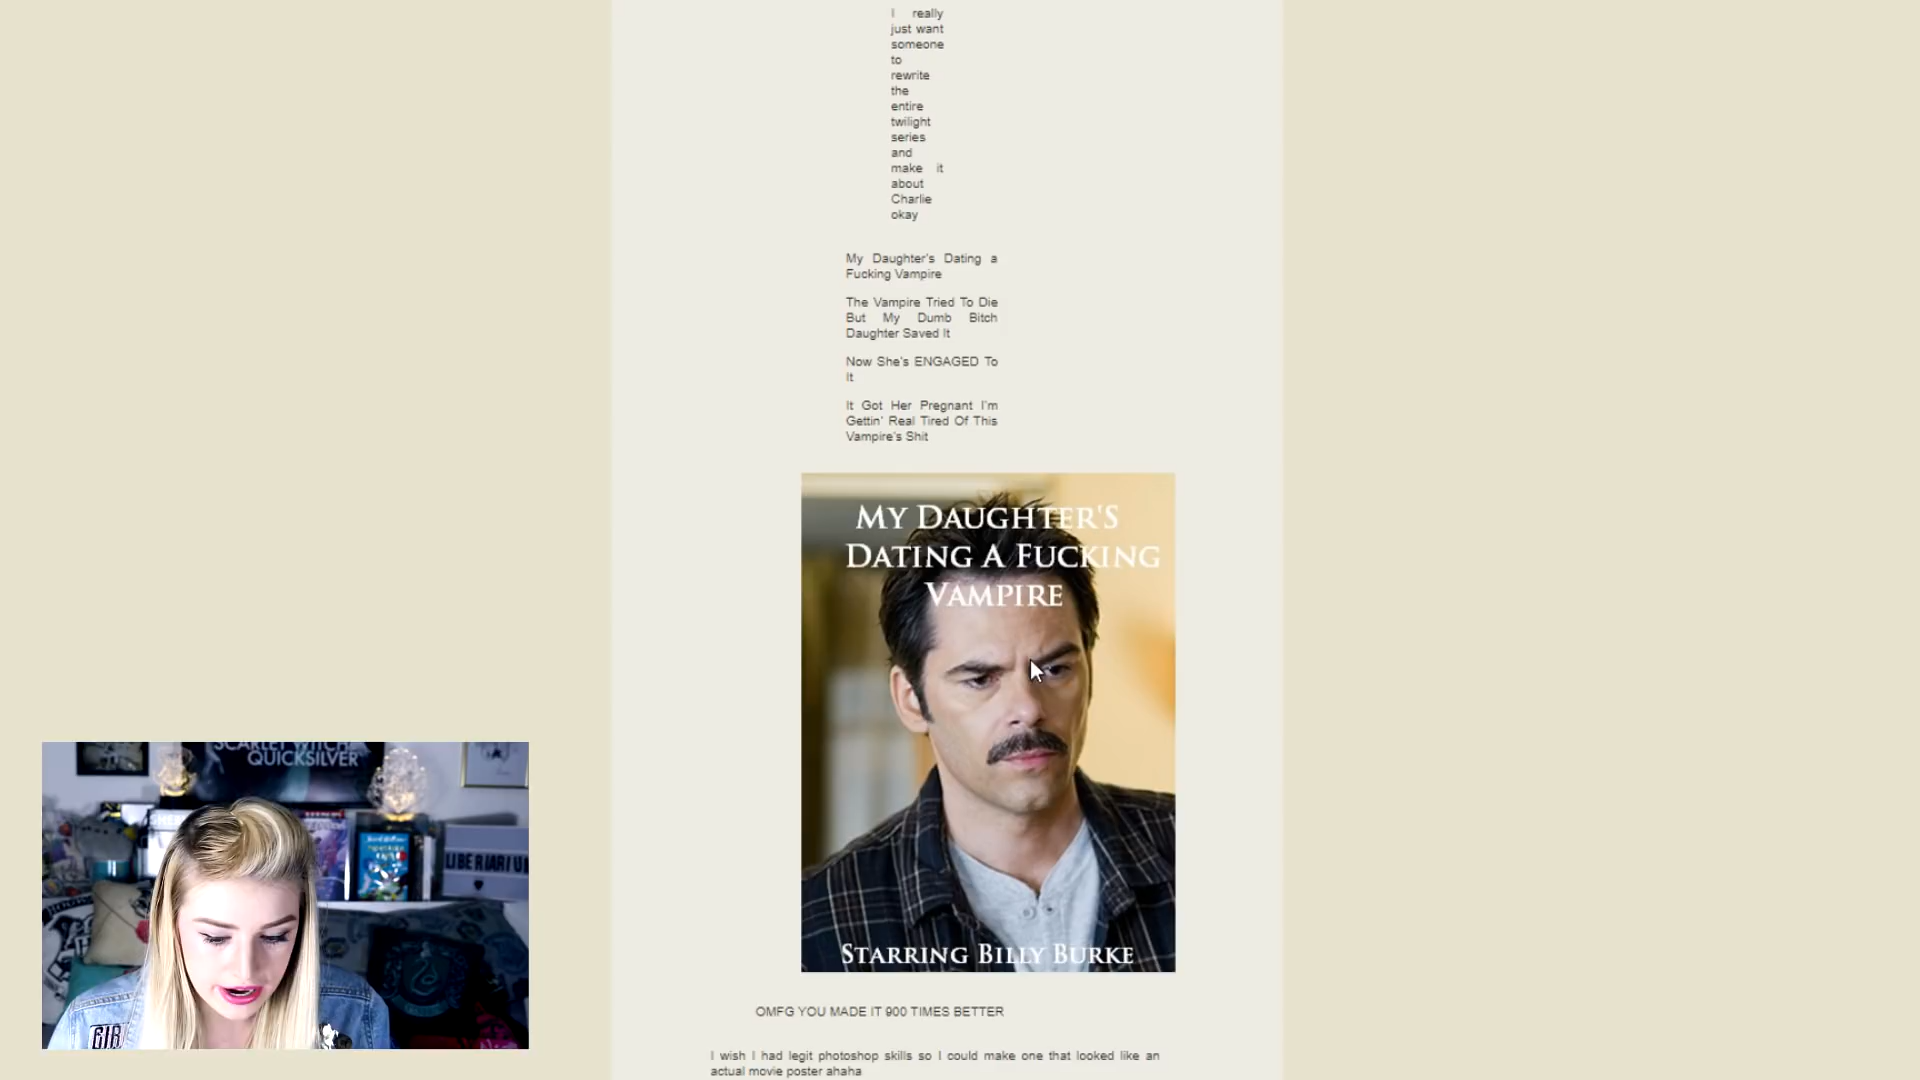 I really
just want
someone
to
rewrite
the
entire
twilight
series
and
make it
about
Charlie
okay
My Daughter's Dating a
Fucking Vampire
The Vampire Tried To Die
But My Dumb Bitch
Daughter Saved It
Now She's ENGAGED To
It
It Got Her Pregnant I'm
Gettin' Real Tired Of This
Vampire's Shit
MY DAUGHTER'S
DATING A FUCKING
VAMPIRE
STARRING BILLY BURKE
OMFG YOU MADE IT 900 TIMES BETTER
I wish I had legit photoshop skills so I could make one that looked like an
actual movie poster ahaha
SCARLET WITCH
QUICKSILVER
GIR